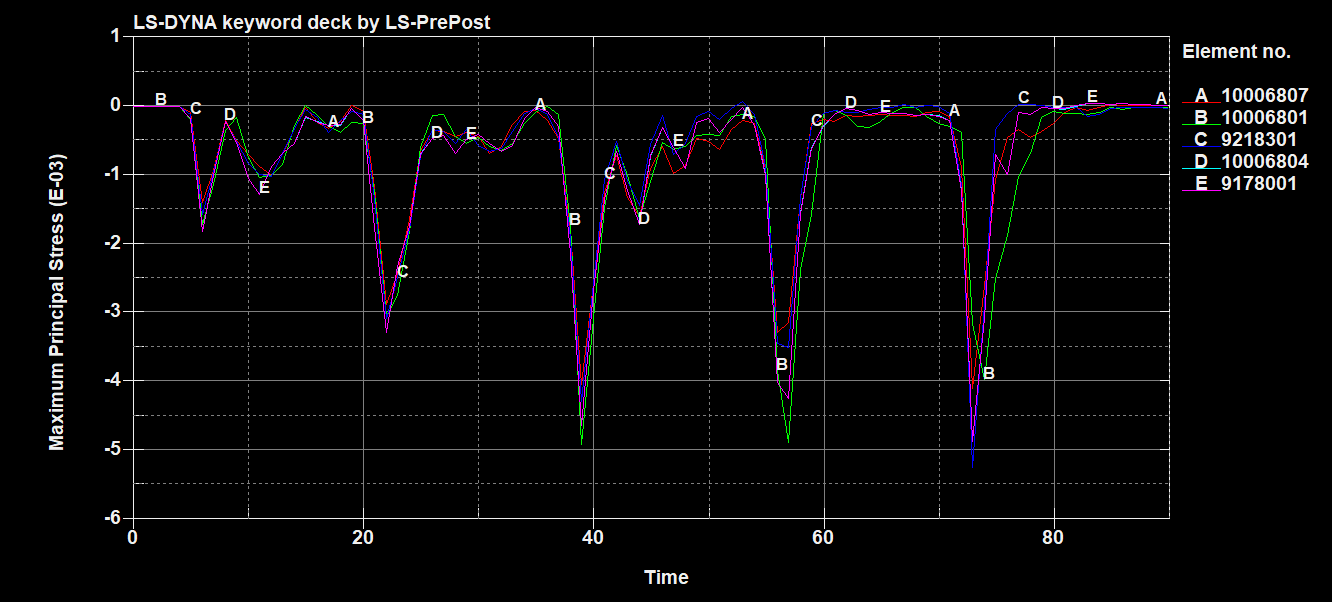 LS-DYNA keyword deck by LS-PrePost
Maximum Principal Stress (E-03)
1
0
-1
-2
-3
-4
-5
-6
0 20 40 60 80
Time
B C D E A B C D E A B C D E A B C D E A B C D E A
Element no.
A 10006807
B 10006801
C 9218301
D 10006804
E 9178001